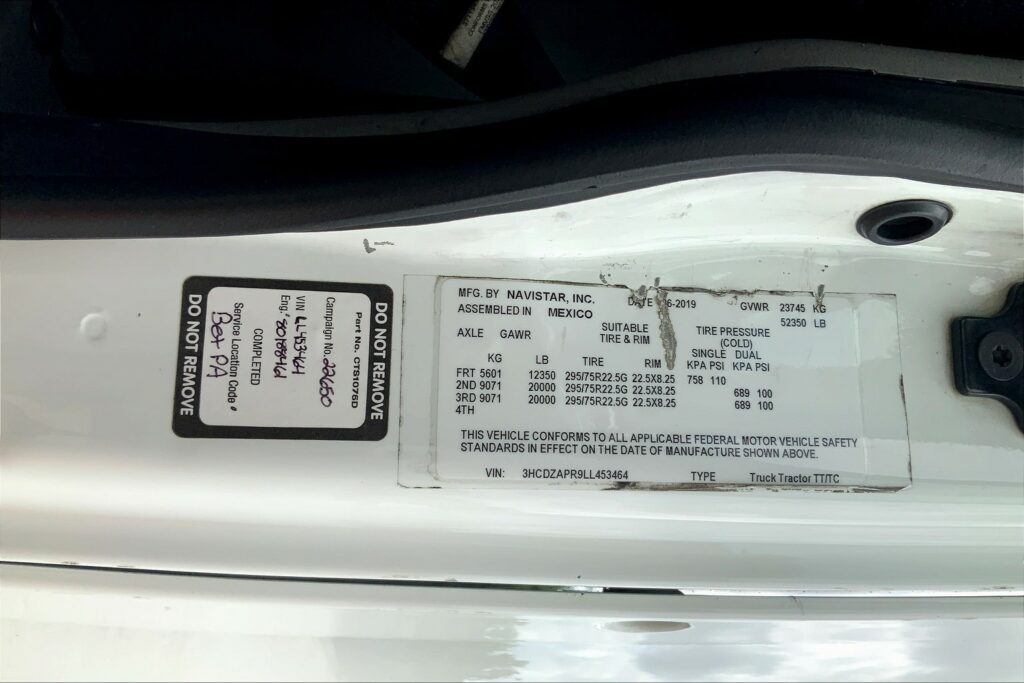 DO NOT REMOVE
Part No. CTS1075D
Campaign No. 22650
VIN LL453464
Eng.
COMPLETED
Service Location Code
PA
DO NOT REMOVE
MFG. BY NAVISTAR, INC. DATE 6-2019 GVWR 23745 KG
ASSEMBLED IN MEXICO 52350 LB
AXLE GAWR SUITABLE TIRE & RIM TIRE PRESSURE (COLD)
SINGLE DUAL
KG LB TIRE RIM KPA PSI KPA PSI
FRT 5601 12350 295/75R22.5G 22.5X8.25 758 110
2ND 9071 20000 295/75R22.5G 22.5X8.25 689 100
3RD 9071 20000 295/75R22.5G 22.5X8.25 689 100
4TH
THIS VEHICLE CONFORMS TO ALL APPLICABLE FEDERAL MOTOR VEHICLE SAFETY
STANDARDS IN EFFECT ON THE DATE OF MANUFACTURE SHOWN ABOVE.
VIN: 3HCDZAPR9LL453464 TYPE Truck Tractor TT/TC